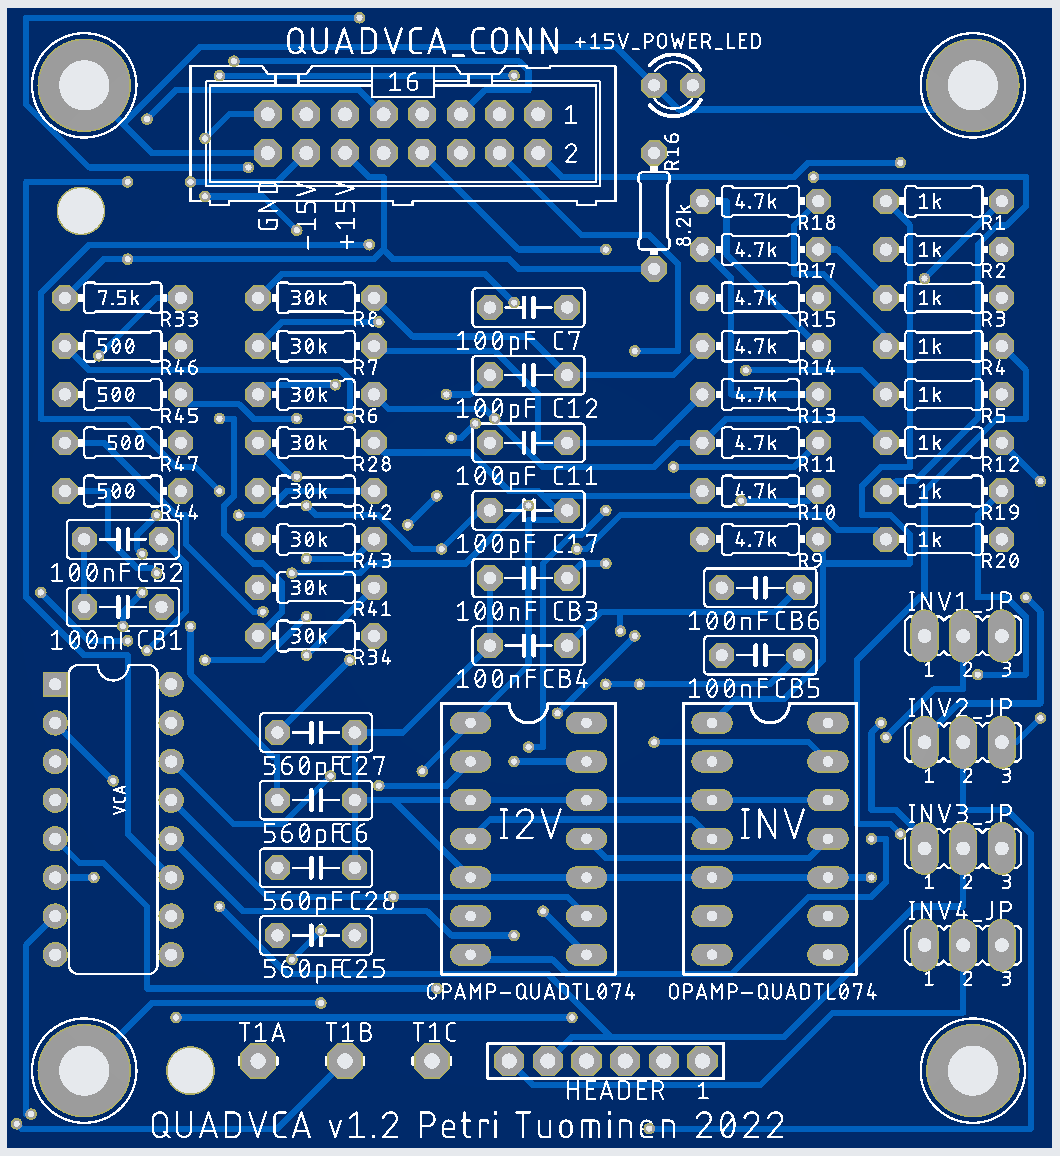 QUADVCA_CONN
+15V_POWER_LED
16
1
2
R16
GND
-15V
+15V
8.2k
4.7k
R18
1k
R1
4.7k
R17
1k
R2
7.5k
R33
30k
R8
100pF C7
4.7k
R15
1k
R3
500
R46
30k
R7
100pF C12
4.7k
R14
1k
R4
500
R45
30k
R6
100pF C11
4.7k
R13
1k
R5
500
R47
30k
R28
4.7k
R11
1k
R12
500
R44
30k
R42
100pF C17
4.7k
R10
1k
R19
100nFCB2
30k
R43
100nF CB3
4.7k
R9
1k
R20
100nFCB1
30k
R41
100nFCB6
INV1_JP
1 2 3
30k
R34
100nFCB4
100nFCB5
INV2_JP
1 2 3
VCA
560pFC27
560pFC6
I2V
INV
INV3_JP
1 2 3
560pFC28
INV4_JP
1 2 3
560pFC25
OPAMP-QUADTL074
OPAMP-QUADTL074
T1A
T1B
T1C
HEADER 1
QUADVCA v1.2 Petri Tuominen 2022